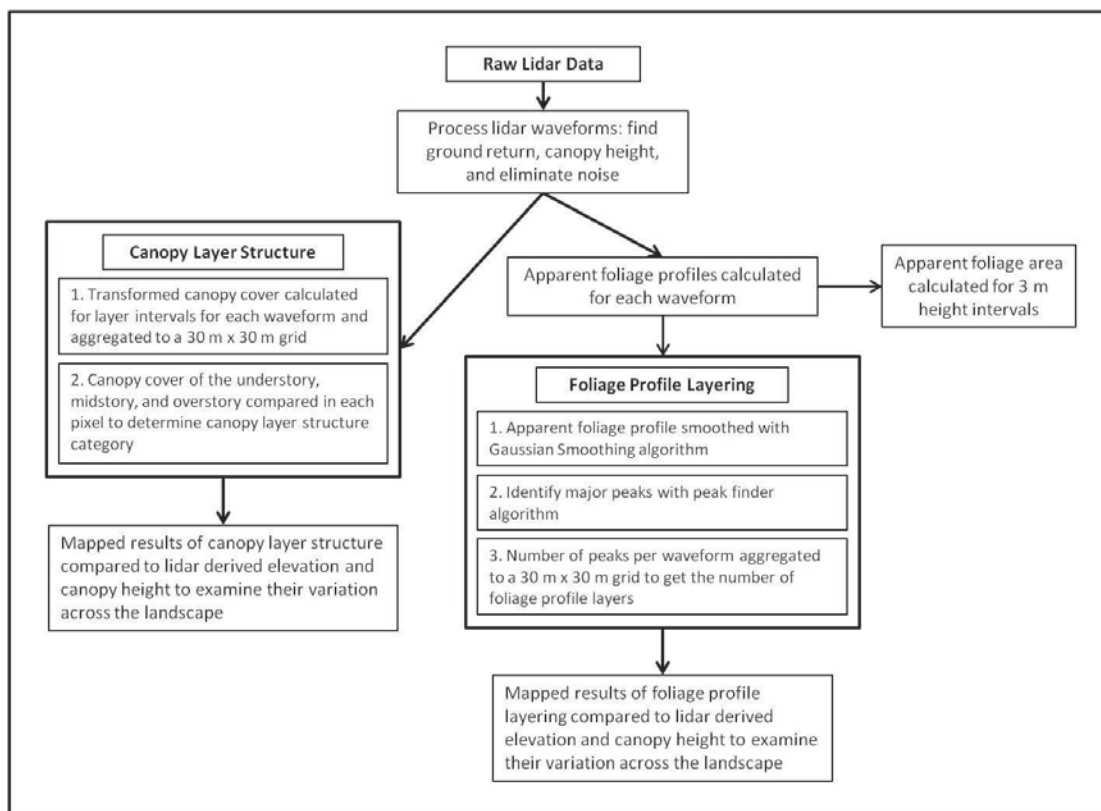 Raw Lidar Data
Process lidar waveforms: find
ground return, canopy height,
and eliminate noise
Canopy Layer Structure
1. Transformed canopy cover calculated
for layer intervals for each waveform and
aggregated to a 30 m x 30 m grid
2. Canopy cover of the understory,
midstory, and overstory compared in each
pixel to determine canopy layer structure
category
Mapped results of canopy layer structure
compared to lidar derived elevation and
canopy height to examine their variation
across the landscape
Apparent foliage profiles calculated
for each waveform
Apparent foliage area
calculated for 3 m
height intervals
Foliage Profile Layering
1. Apparent foliage profile smoothed with
Gaussian Smoothing algorithm
2. Identify major peaks with peak finder
algorithm
3. Number of peaks per waveform aggregated
to a 30 m x 30 m grid to get the number of
foliage profile layers
Mapped results of foliage profile
layering compared to lidar derived
elevation and canopy height to examine
their variation across the landscape